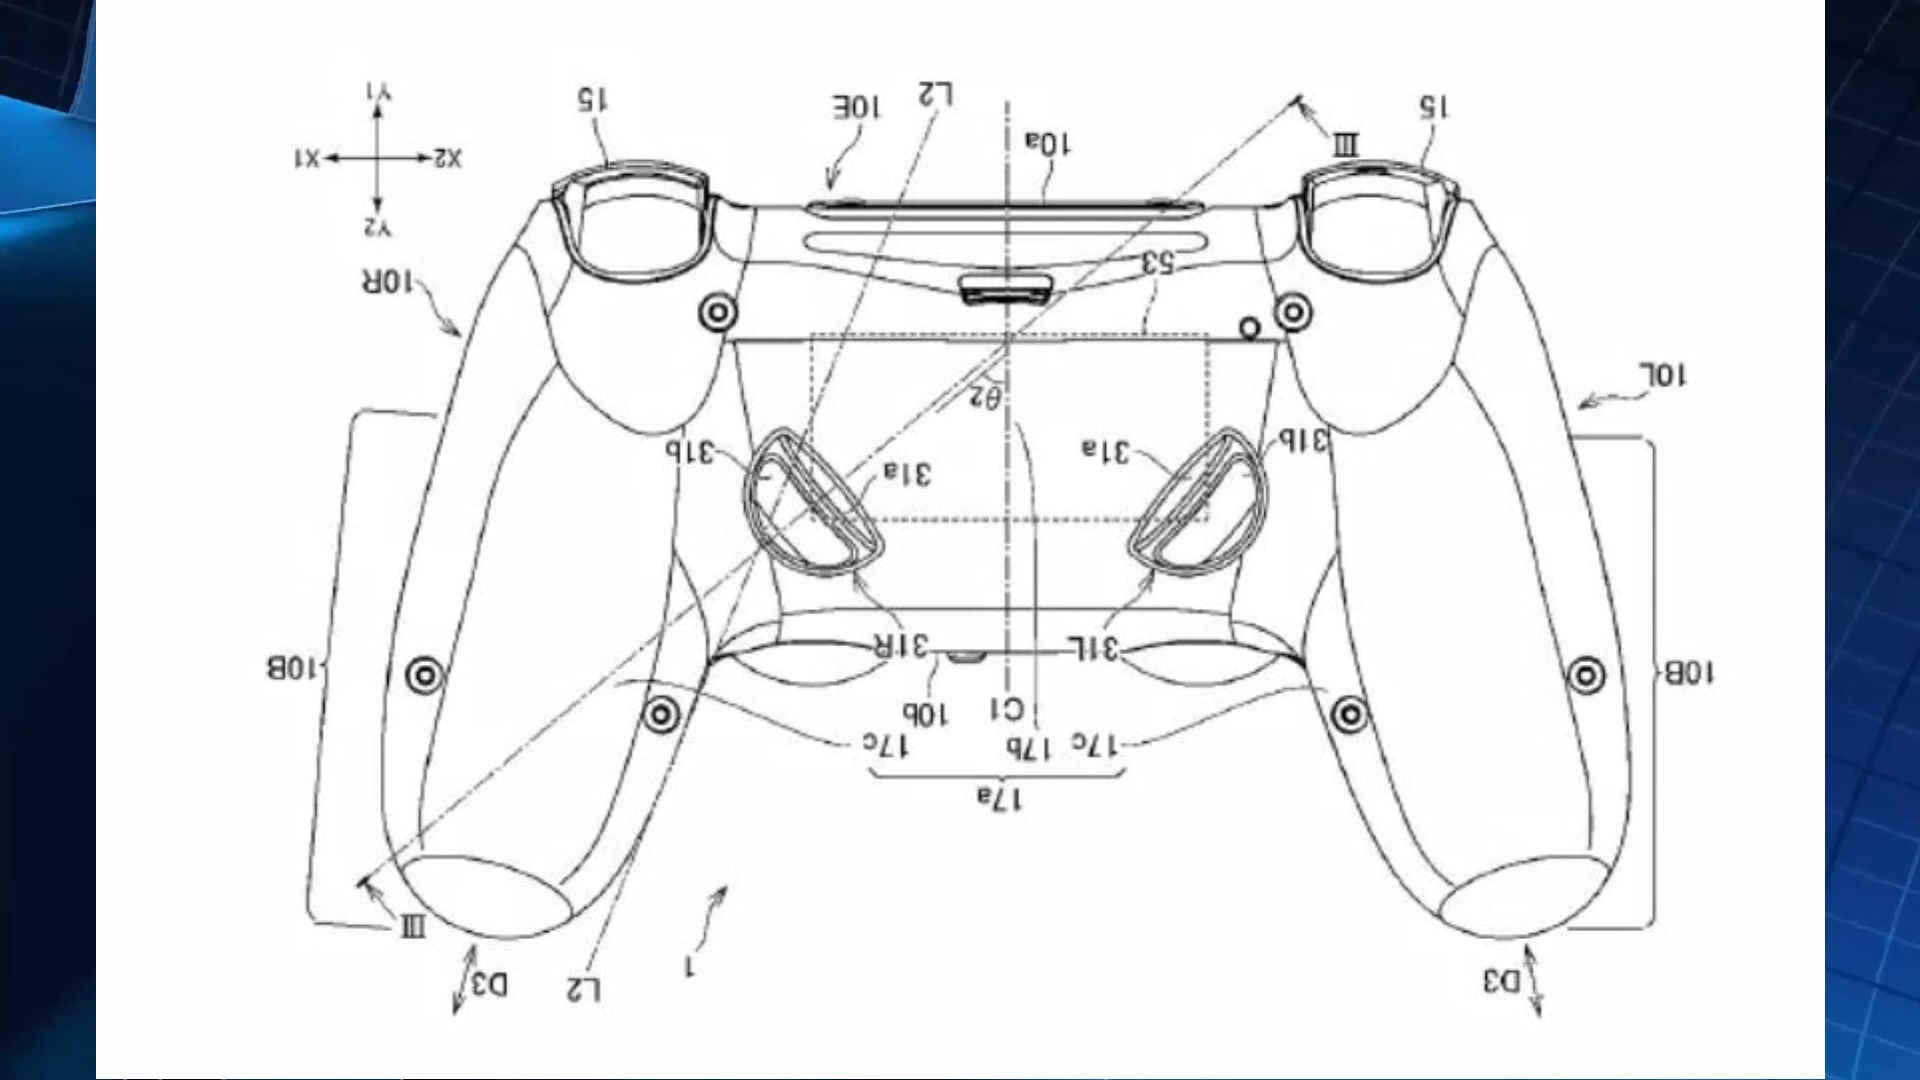 Y1
X1
X2
Y2
15
10E
L2
10a
III
15
53
10R
10L
θ2
31b
31a
31a
31b
31R
31L
10B
10B
10b
C1
17c
17b
17c
17a
III
1
D3
L2
D3